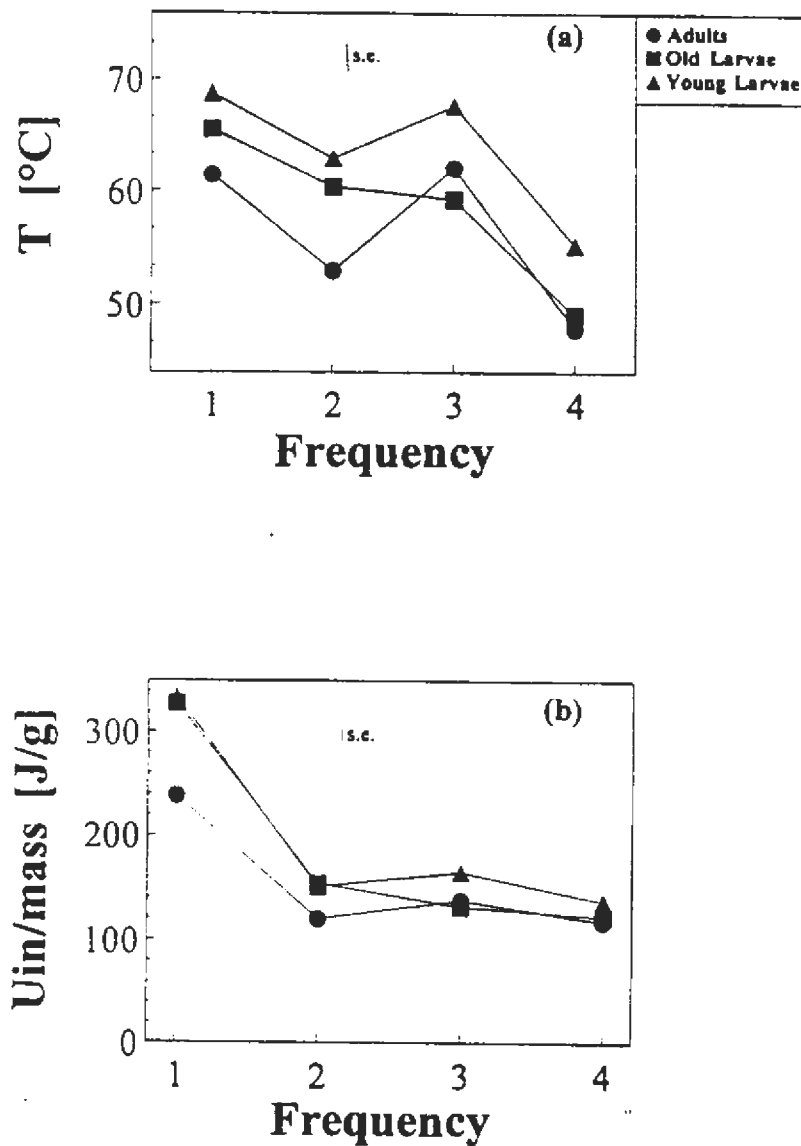 (a)
s.e.
Adults
Old Larvae
Young Larvae
T [°C]
70
60
50
1 2 3 4
Frequency
(b)
s.e.
Uin/mass [J/g]
300
200
100
0
1 2 3 4
Frequency